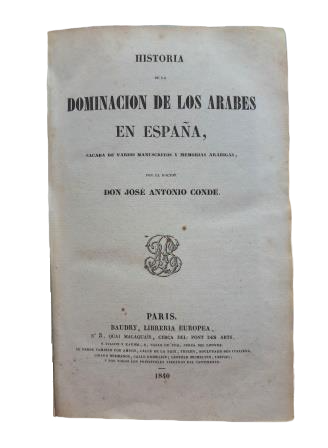 HISTORIA
DE LA
DOMINACION DE LOS ARABES
EN ESPAÑA,
SACADA DE VARIOS MANUSCRITOS Y MEMORIAS ARABIGAS,
POR EL DOCTOR
DON JOSÉ ANTONIO CONDE.
PARIS.
BAUDRY, LIBRERIA EUROPEA,
Nº 3, QUAI MALAQUAIS, CERCA DEL PONT DES ARTS,
1840